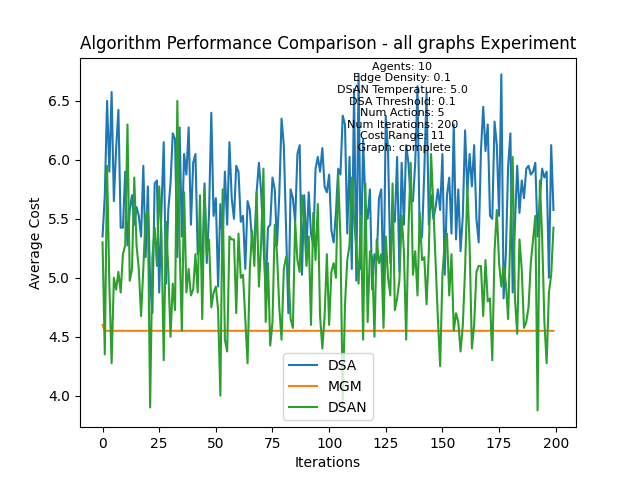 Algorithm Performance Comparison - all graphs Experiment
Agents: 10
Edge Density: 0.1
DSAN Temperature: 5.0
DSA Threshold: 0.1
Num Actions: 5
Num Iterations: 200
Cost Range: 11
Graph: complete
Average Cost
6.5
6.0
5.5
5.0
4.5
4.0
DSA
MGM
DSAN
0 25 50 75 100 125 150 175 200
Iterations